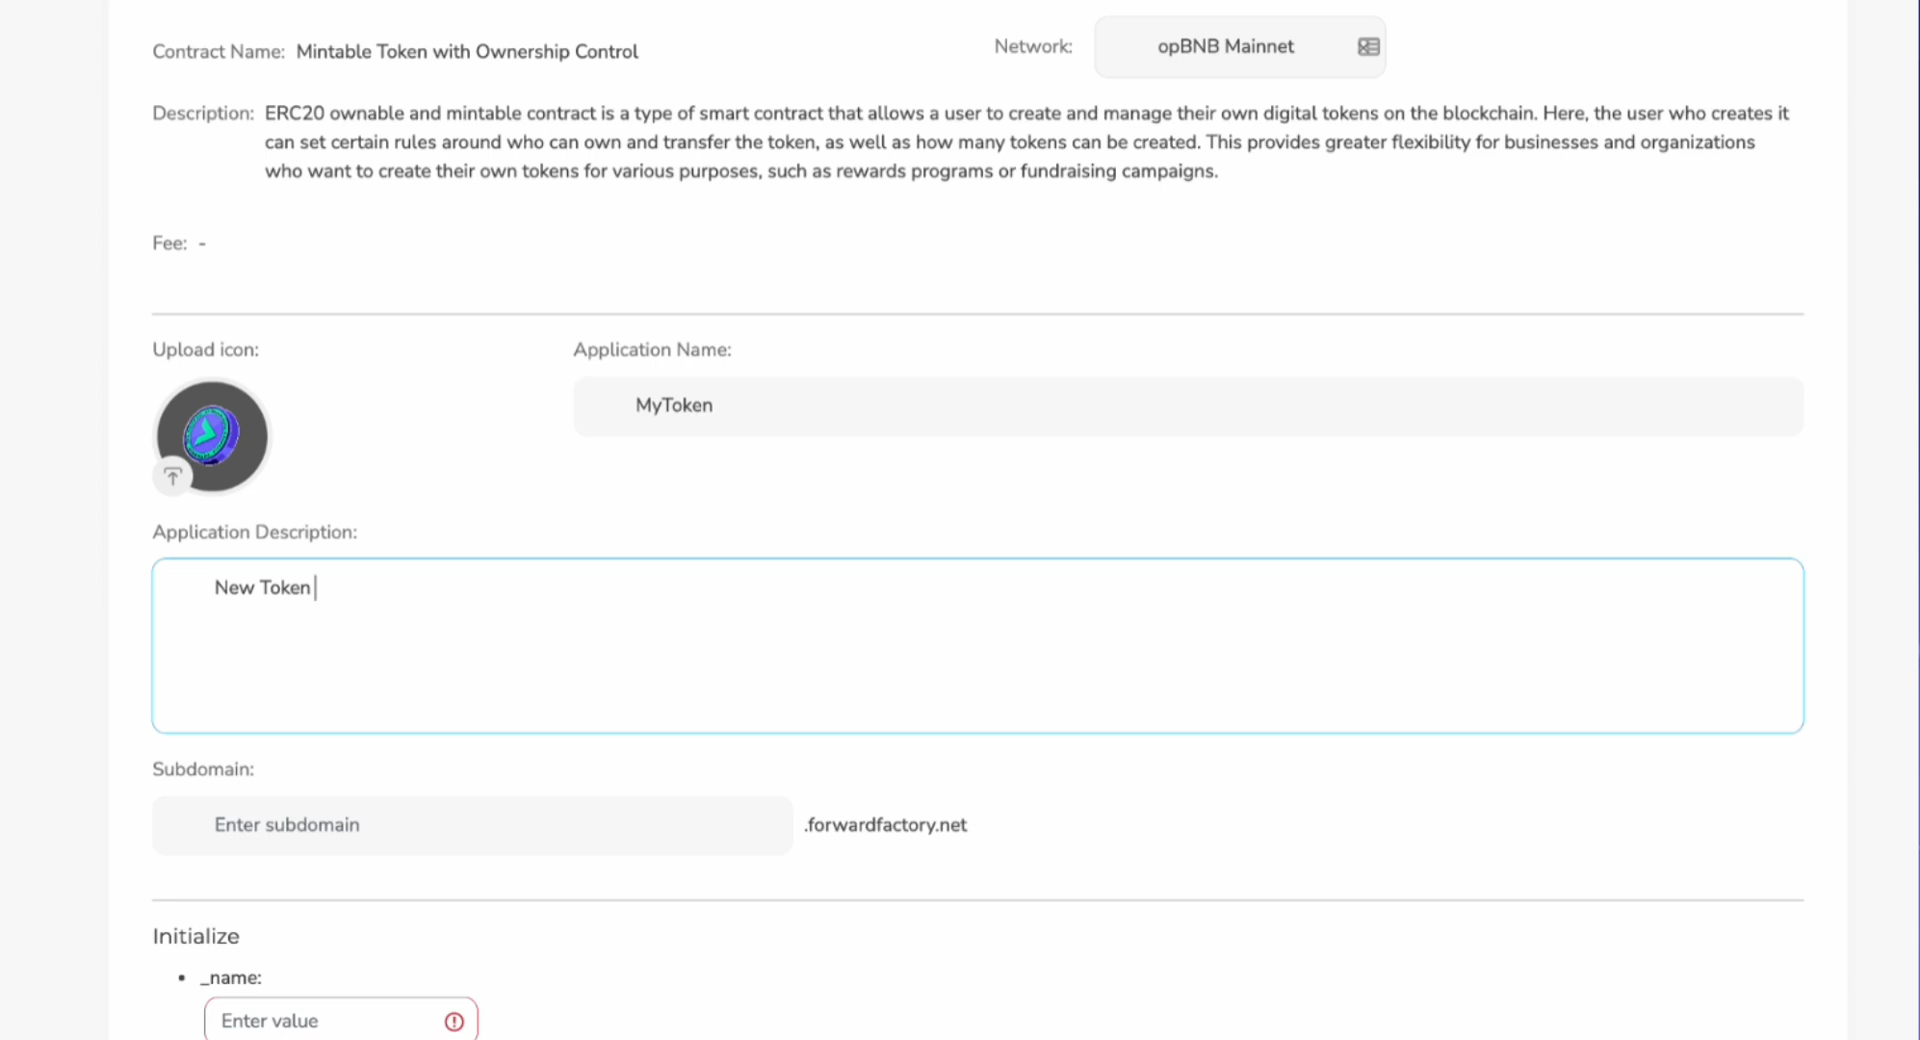 Contract Name: Mintable Token with Ownership Control
Network: opBNB Mainnet
Description: ERC20 ownable and mintable contract is a type of smart contract that allows a user to create and manage their own digital tokens on the blockchain. Here, the user who creates it
can set certain rules around who can own and transfer the token, as well as how many tokens can be created. This provides greater flexibility for businesses and organizations
who want to create their own tokens for various purposes, such as rewards programs or fundraising campaigns.
Fee: -
Upload icon:
Application Name:
MyToken
Application Description:
New Token
Subdomain:
Enter subdomain .forwardfactory.net
Initialize
• _name:
Enter value